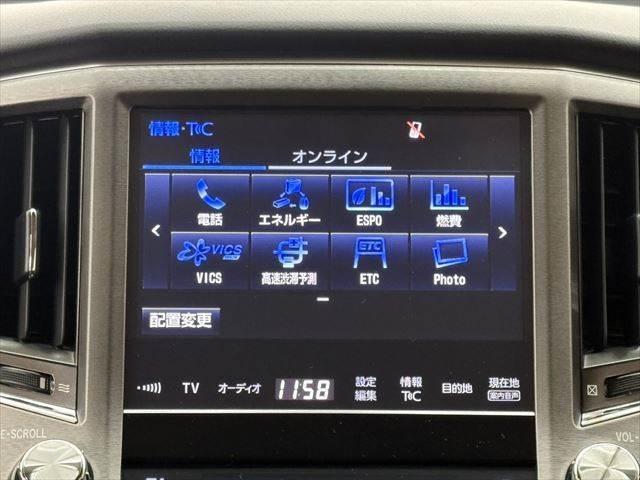 情報・T℃
情報 オンライン
電話 エネルギー ESPO 燃費
VICS
ETC
VICS 高速渋滞予測 ETC Photo
配置変更
TV オーディオ 11:58 設定編集 情報T℃ 目的地 現在地
案内音声
E-SCROLL
VOL-